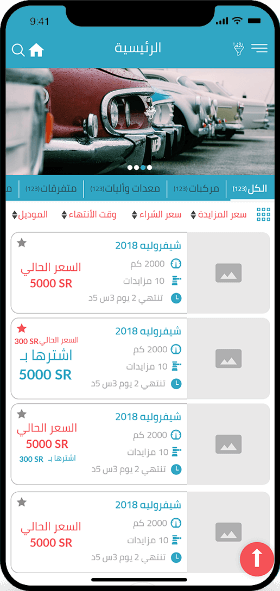 9:41
الرئيسية
الكل (123) مركبات (123) معدات وآليات (123) متفرقات (123) م
سعر المزايدة سعر الشراء وقت الأنتهاء الموديل
شيفروليه 2018
2000 كم
10 مزايدات
تنتهي 2 يوم 3س 5د
السعر الحالي
5000 SR
شيفروليه 2018
2000 كم
10 مزايدات
تنتهي 2 يوم 3س 5د
السعر الحالي 300 SR
اشترها بـ
5000 SR
شيفروليه 2018
2000 كم
10 مزايدات
تنتهي 2 يوم 3س 5د
السعر الحالي
5000 SR
اشترها بـ 300 SR
شيفروليه 2018
2000 كم
10 مزايدات
تنتهي 2 يوم 3س 5د
السعر الحالي
5000 SR